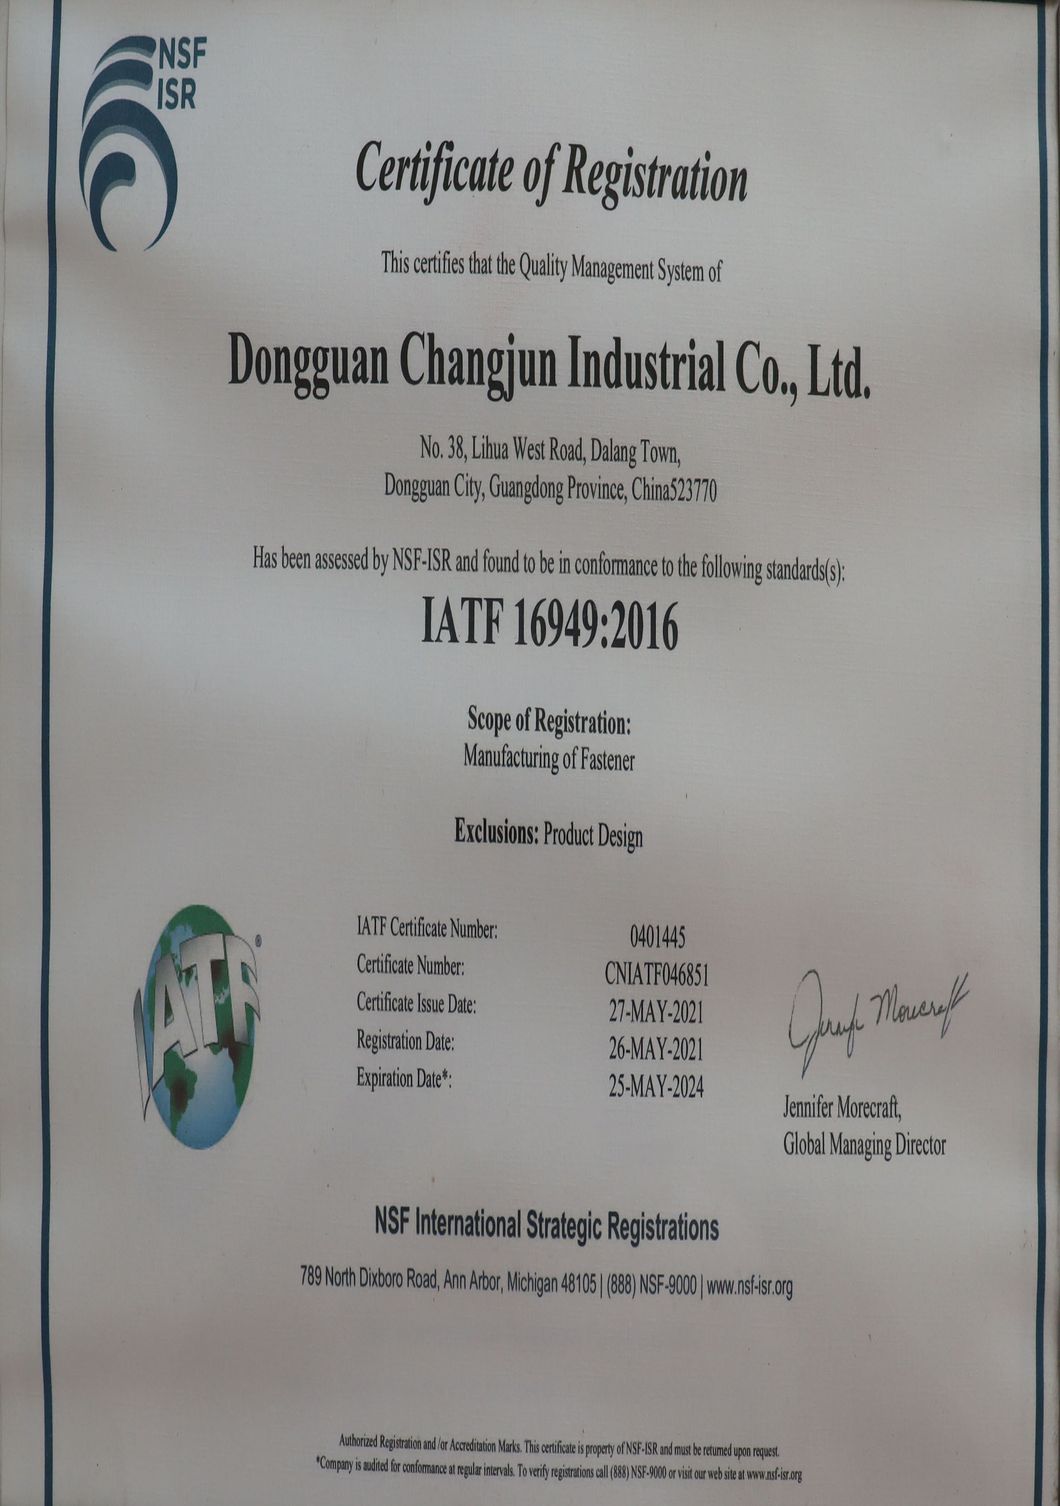 NSF
ISR
Certificate of Registration
This certifies that the Quality Management System of
Dongguan Changjun Industrial Co., Ltd.
No. 38, Lihua West Road, Dalang Town,
Dongguan City, Guangdong Province, China523770
Has been assessed by NSF-ISR and found to be in conformance to the following standards(s):
IATF 16949:2016
Scope of Registration:
Manufacturing of Fastener
Exclusions: Product Design
IATF®
IATF Certificate Number: 0401445
Certificate Number: CNIATF046851
Certificate Issue Date: 27-MAY-2021
Registration Date: 26-MAY-2021
Expiration Date*: 25-MAY-2024
Jennifer Morecraft
Jennifer Morecraft,
Global Managing Director
NSF International Strategic Registrations
789 North Dixboro Road, Ann Arbor, Michigan 48105 | (888) NSF-9000 | www.nsf-isr.org
Authorized Registration and /or Accreditation Marks. This certificate is property of NSF-ISR and must be returned upon request.
*Company is audited for conformance at regular intervals. To verify registrations call (888) NSF-9000 or visit our web site at www.nsf-isr.org